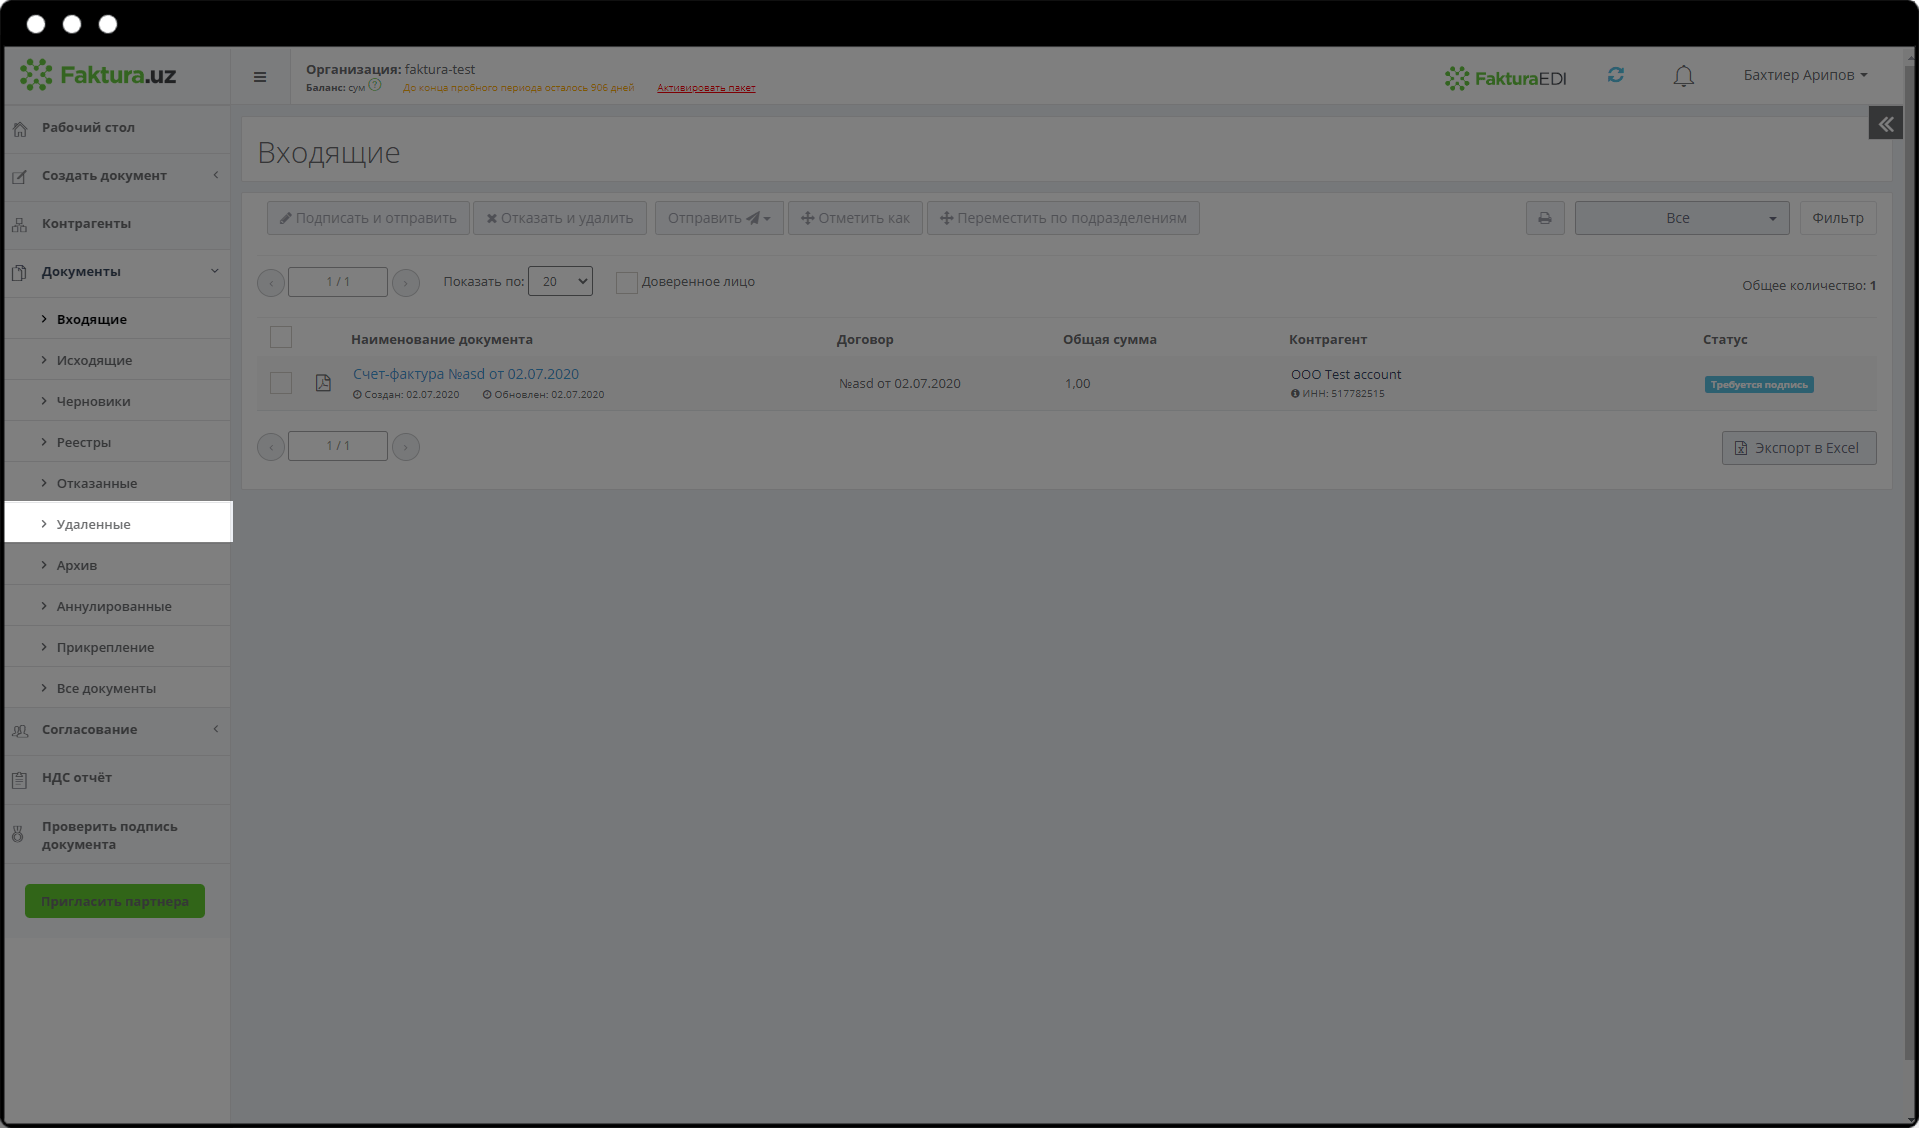 Faktura.uz
Организация: faktura-test
Баланс: сум ? До конца пробного периода осталось 906 дней Активировать пакет
FakturaEDI
Бахтиер Арипов
Рабочий стол
Создать документ
Контрагенты
Документы
Входящие
Исходящие
Черновики
Реестры
Отказанные
Удаленные
Архив
Аннулированные
Прикрепление
Все документы
Согласование
НДС отчёт
Проверить подпись
документа
Пригласить партнера
Входящие
Подписать и отправить Отказать и удалить Отправить Отметить как Переместить по подразделениям Все Фильтр
1 / 1 Показать по: 20 Доверенное лицо
Общее количество: 1
Наименование документа Договор Общая сумма Контрагент Статус
Счет-фактура №asd от 02.07.2020 №asd от 02.07.2020 1,00 ООО Test account Требуется подпись
Создан: 02.07.2020 Обновлен: 02.07.2020 ИНН: 517782515
1 / 1 Экспорт в Excel